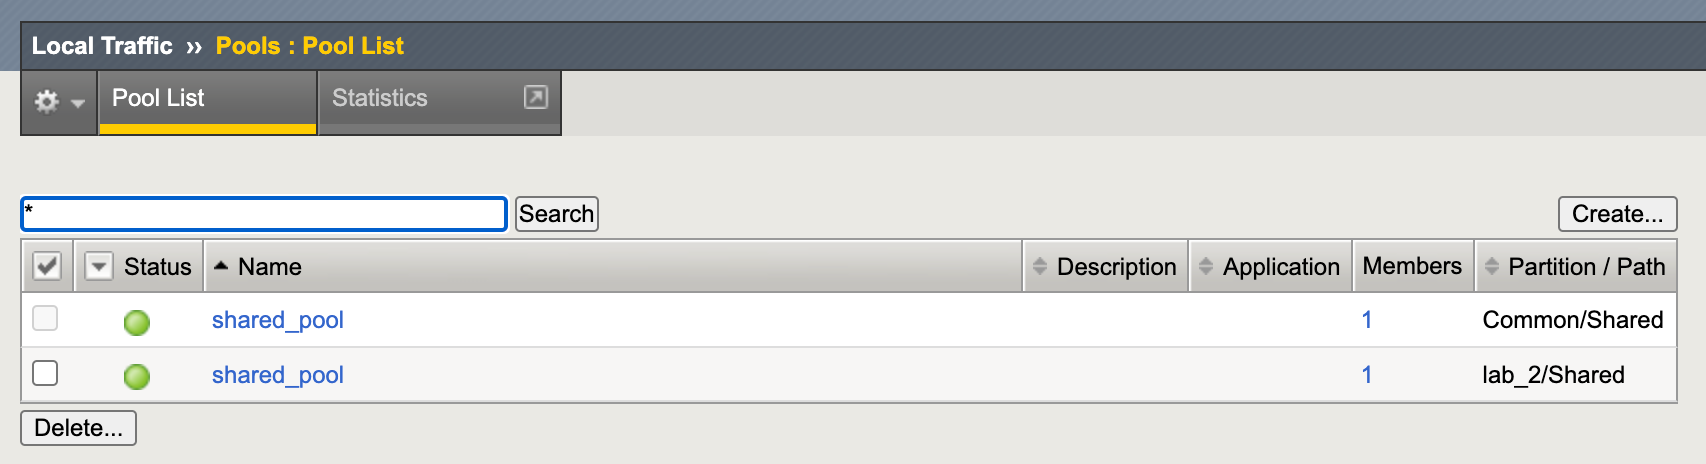 Local Traffic ›› Pools : Pool List
Pool List Statistics
* Search Create...
Status Name Description Application Members Partition / Path
shared_pool 1 Common/Shared
shared_pool 1 lab_2/Shared
Delete...